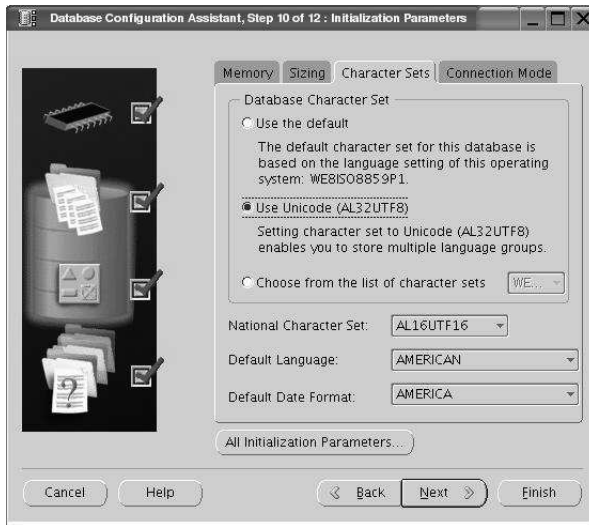 Database Configuration Assistant, Step 10 of 12 : Initialization Parameters
Memory Sizing Character Sets Connection Mode
Database Character Set
Use the default
The default character set for this database is
based on the language setting of this operating
system: WE8ISO8859P1.
Use Unicode (AL32UTF8)
Setting character set to Unicode (AL32UTF8)
enables you to store multiple language groups.
Choose from the list of character sets WE...
National Character Set: AL16UTF16
Default Language: AMERICAN
Default Date Format: AMERICA
All Initialization Parameters...
Cancel Help Back Next Finish